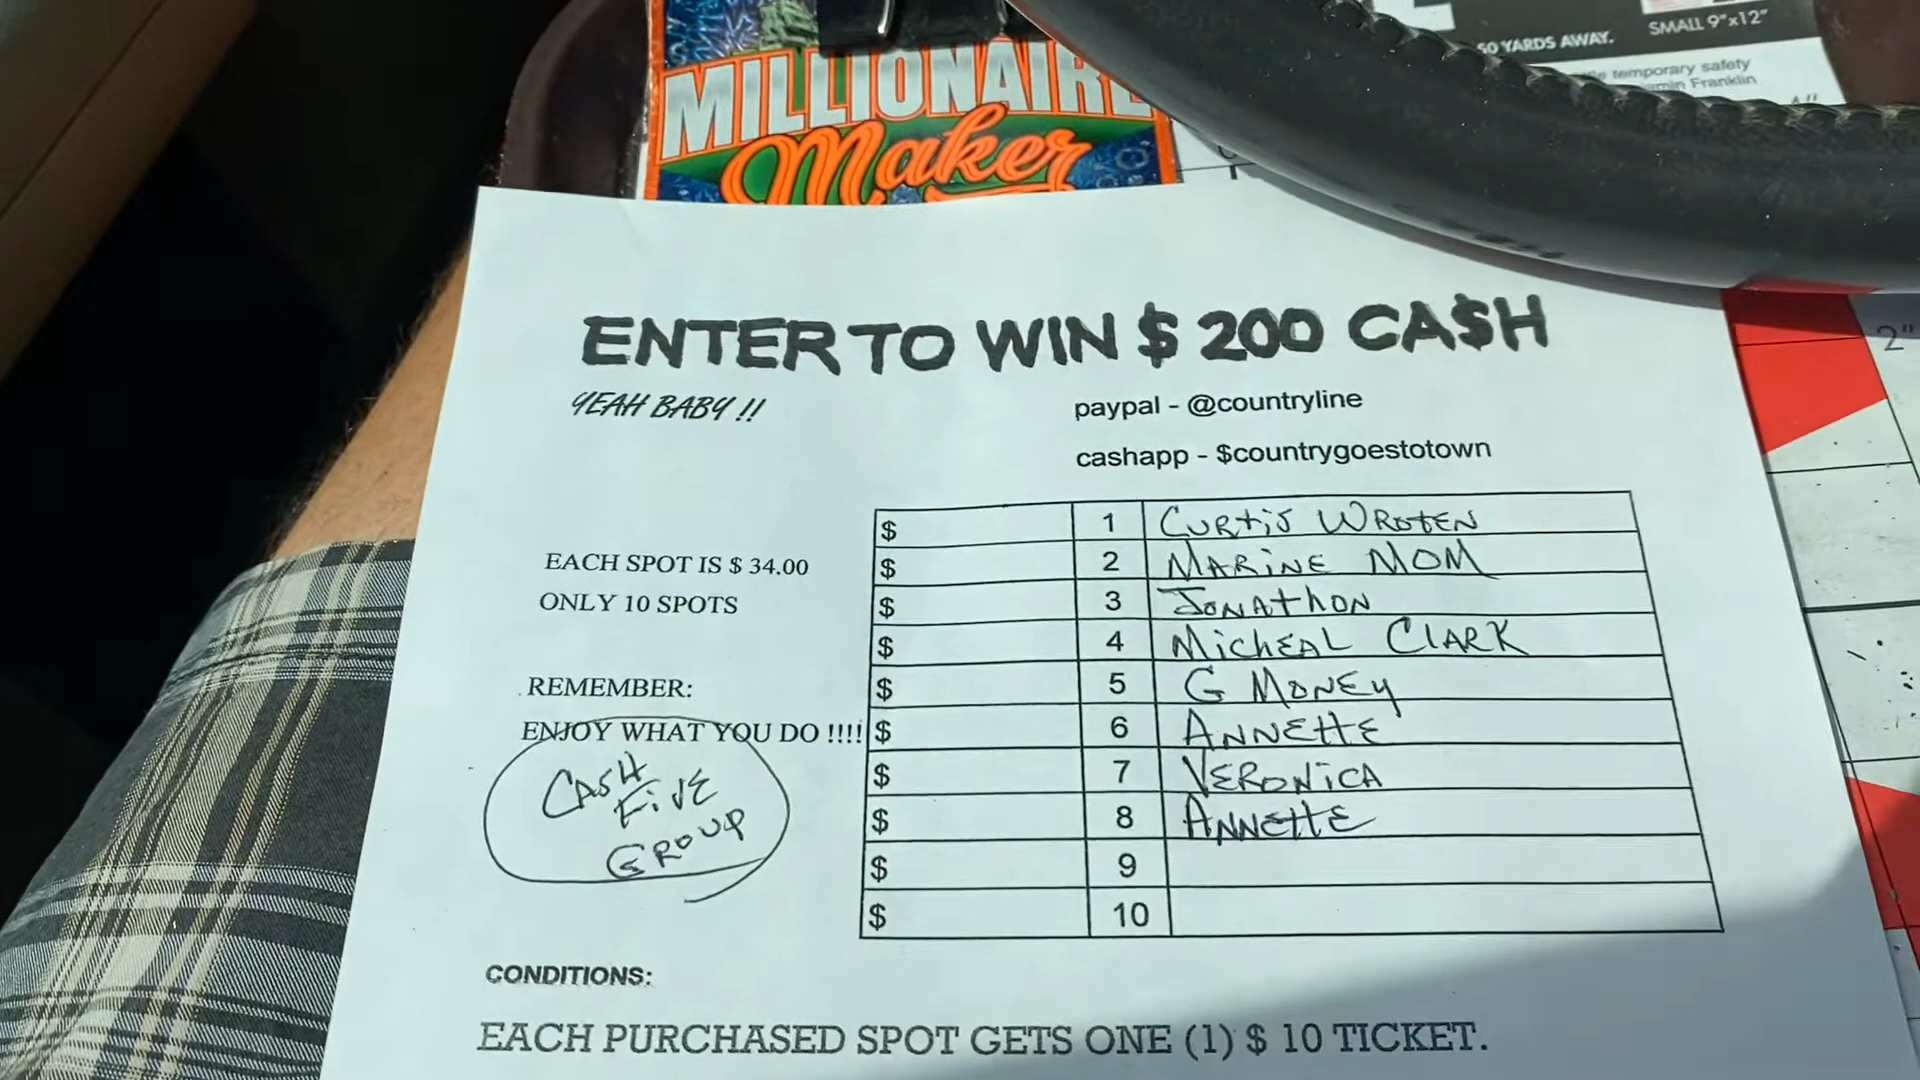 MILLIONAIRE
Maker
50 YARDS AWAY.
SMALL 9"x12"
temporary safety
Franklin
ENTER TO WIN $ 200 CA$H
YEAH BABY !!
paypal - @countryline
cashapp - $countrygoestotown
$ 1 CURTIS WROTEN
EACH SPOT IS $ 34.00
$ 2 MARINE MOM
ONLY 10 SPOTS
$ 3 JONATHON
$ 4 MICHEAL CLARK
REMEMBER:
$ 5 G MONEY
ENJOY WHAT YOU DO !!!!
$ 6 ANNETTE
CASH
FIVE
GROUP
$ 7 VERONICA
$ 8 ANNETTE
$ 9
$ 10
2"
CONDITIONS:
EACH PURCHASED SPOT GETS ONE (1) $ 10 TICKET.